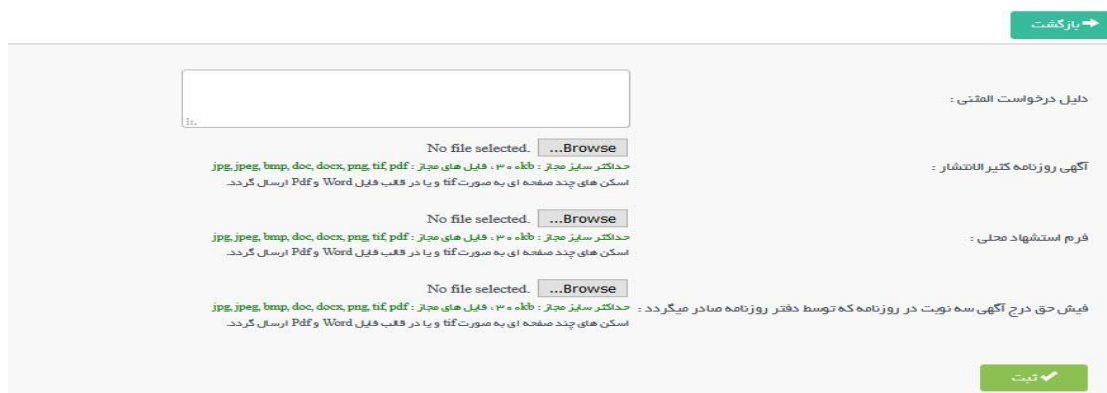 بازگشت
دلیل درخواست المثنی :
No file selected. Browse...
آگهی روزنامه کثیر الانتشار :
حداکثر سایز مجاز : ۳۰۰kb ، فایل های مجاز : jpg, jpeg, bmp, doc, docx, png, tif, pdf
اسکن های چند صفحه ای به صورت tif و یا در قالب فایل Word و Pdf ارسال گردد.
No file selected. Browse...
فرم استشهاد محلی :
حداکثر سایز مجاز : ۳۰۰kb ، فایل های مجاز : jpg, jpeg, bmp, doc, docx, png, tif, pdf
اسکن های چند صفحه ای به صورت tif و یا در قالب فایل Word و Pdf ارسال گردد.
No file selected. Browse...
فیش حق درج آگهی سه نوبت در روزنامه که توسط دفتر روزنامه صادر میگردد :
حداکثر سایز مجاز : ۳۰۰kb ، فایل های مجاز : jpg, jpeg, bmp, doc, docx, png, tif, pdf
اسکن های چند صفحه ای به صورت tif و یا در قالب فایل Word و Pdf ارسال گردد.
ثبت